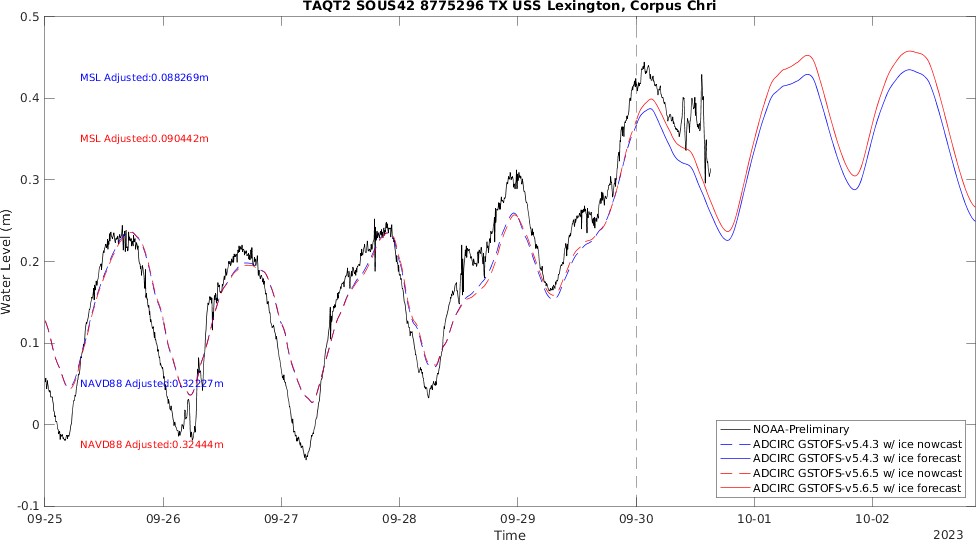 TAQT2 SOUS42 8775296 TX USS Lexington, Corpus Chri
0.5
0.4
0.3
0.2
0.1
0
-0.1
Water Level (m)
MSL Adjusted:0.088269m
MSL Adjusted:0.090442m
NAVD88 Adjusted:0.32227m
NAVD88 Adjusted:0.32444m
NOAA-Preliminary
ADCIRC GSTOFS-v5.4.3 w/ ice nowcast
ADCIRC GSTOFS-v5.4.3 w/ ice forecast
ADCIRC GSTOFS-v5.6.5 w/ ice nowcast
ADCIRC GSTOFS-v5.6.5 w/ ice forecast
09-25 09-26 09-27 09-28 09-29 09-30 10-01 10-02
Time
2023